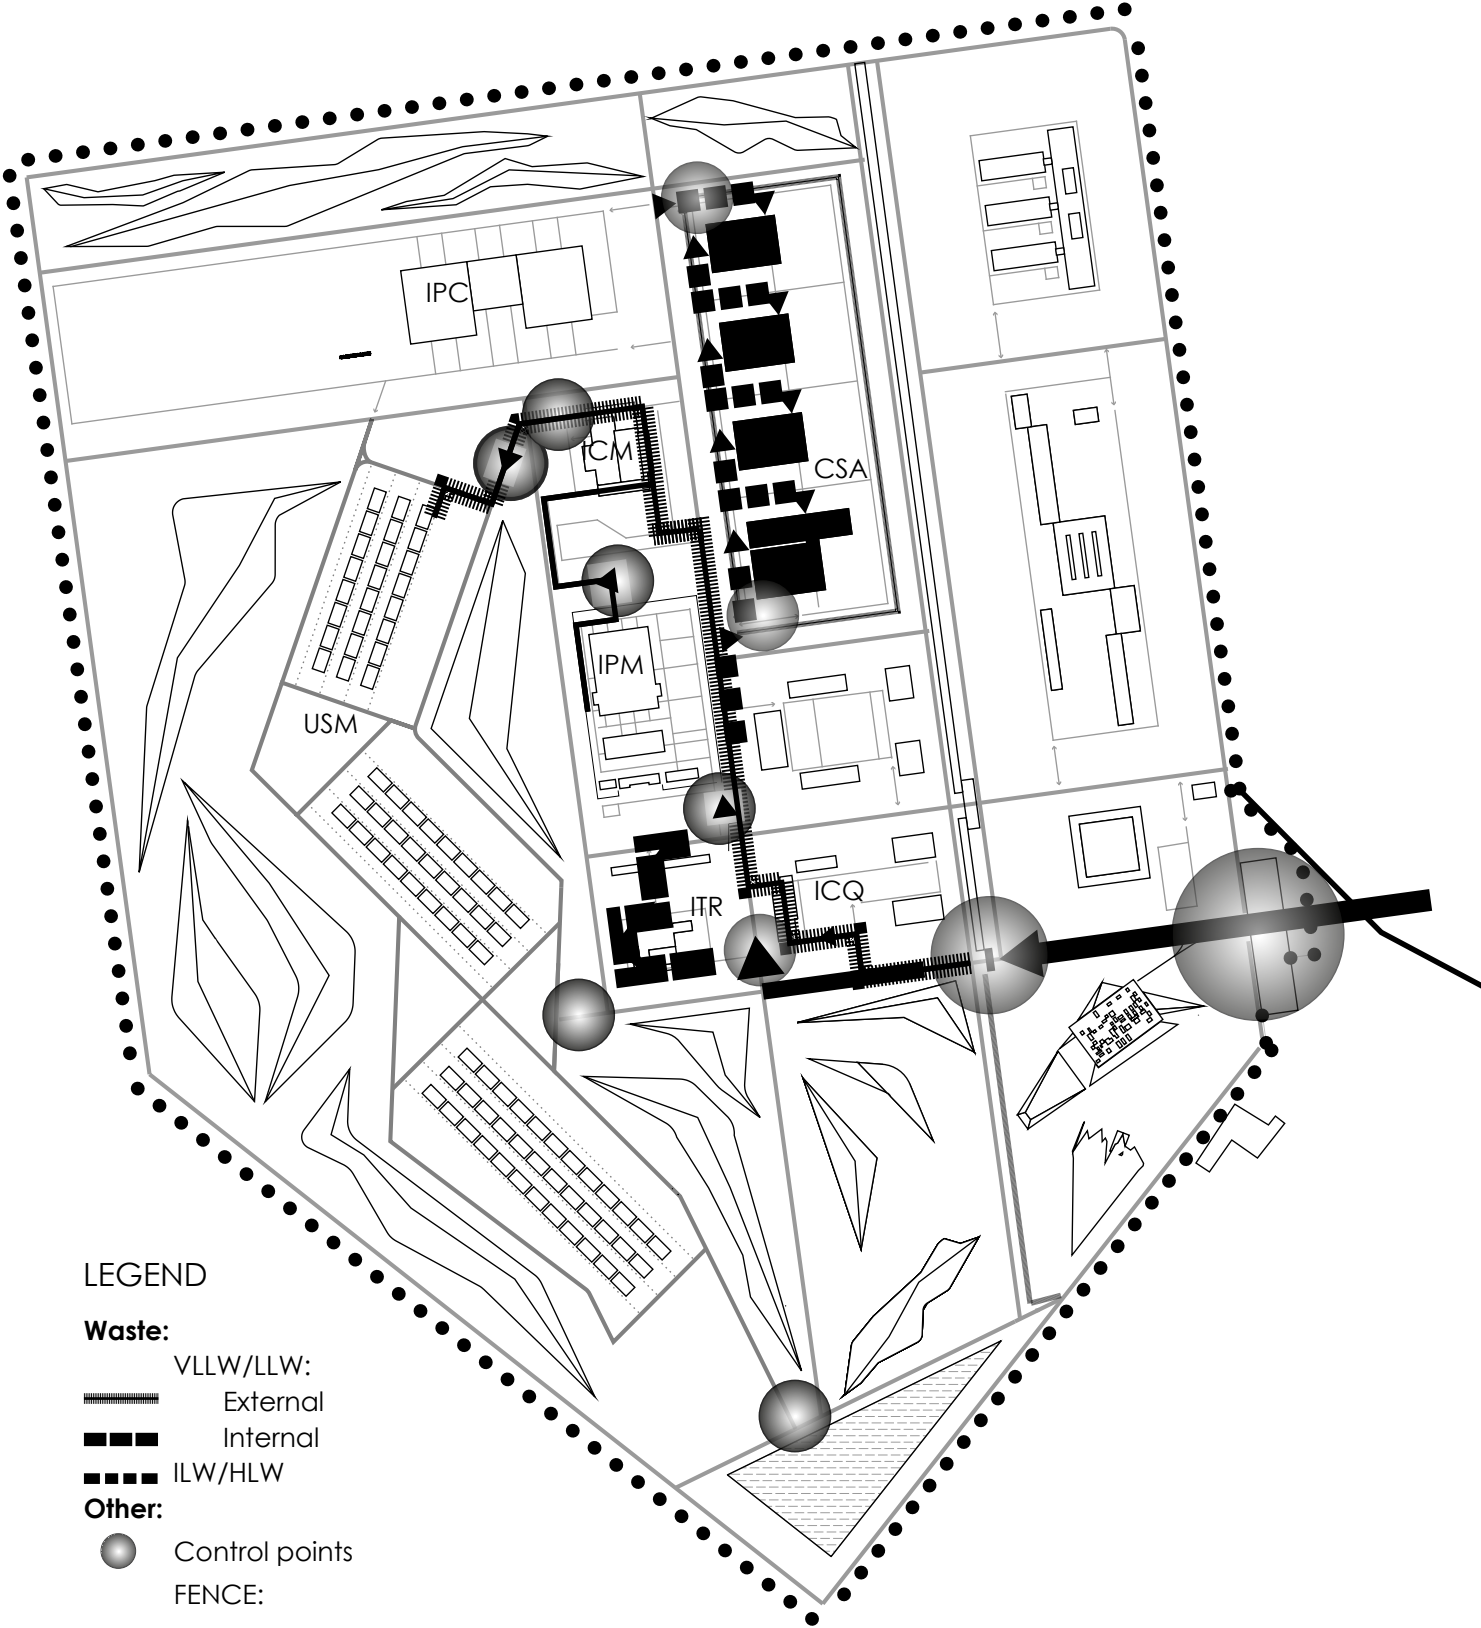 IPC
ICM
CSA
IPM
USM
ITR
ICQ
LEGEND
Waste:
VLLW/LLW:
External
Internal
ILW/HLW
Other:
Control points
FENCE: